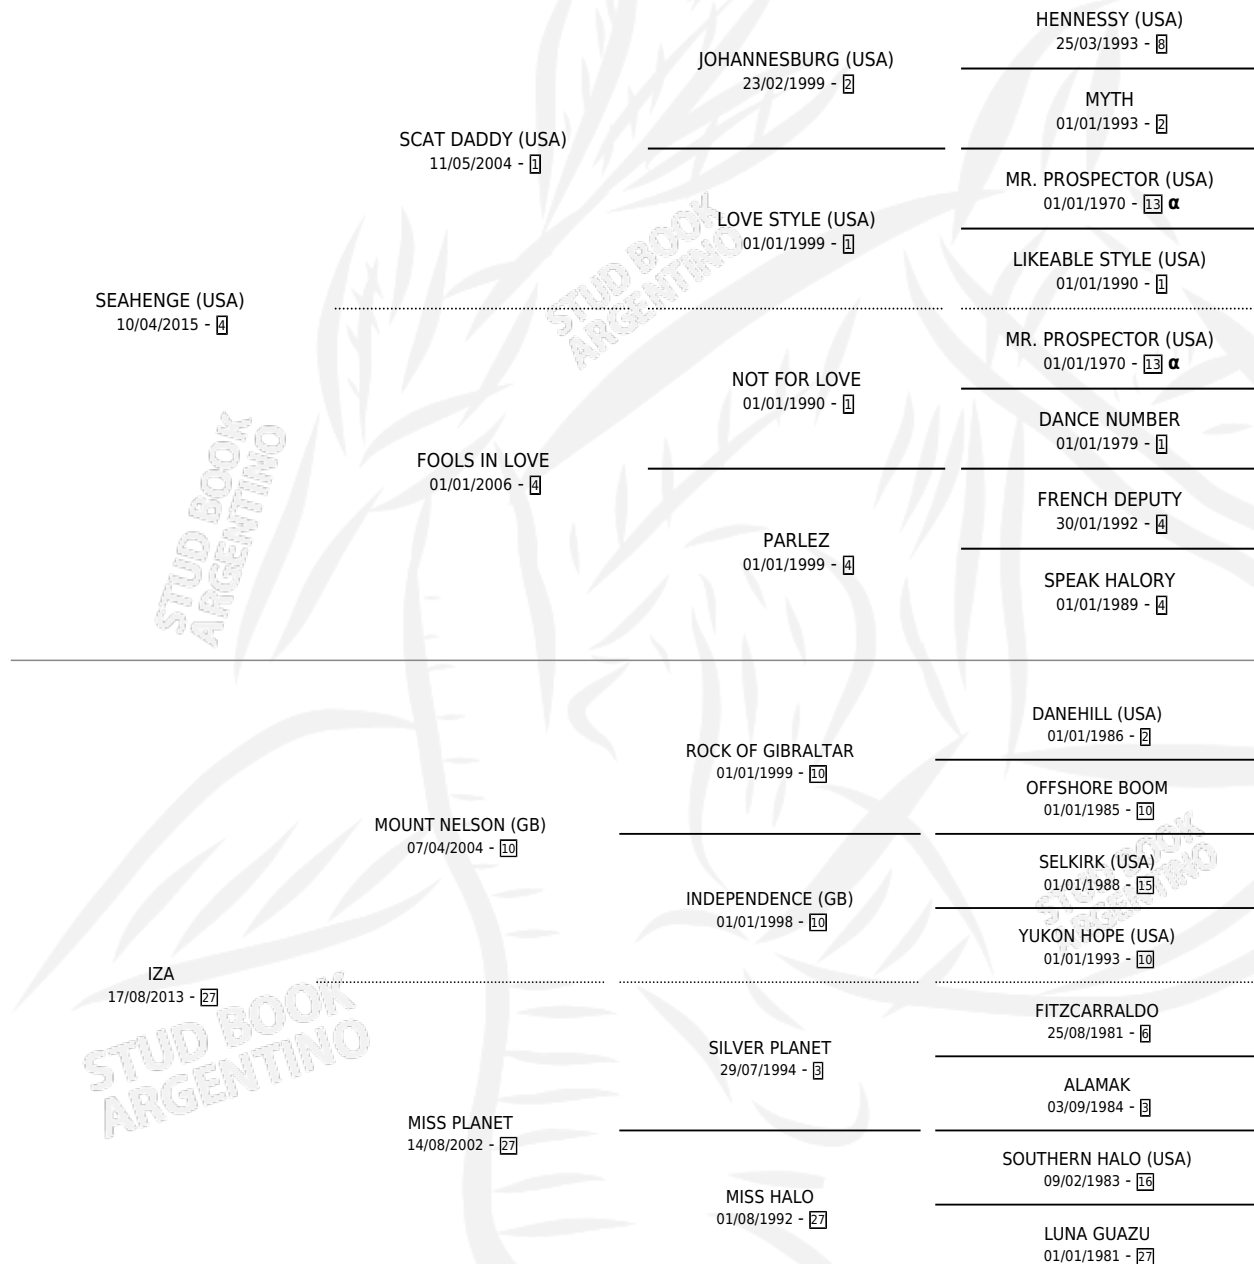 HENNESSY (USA)
25/03/1993 - 8
JOHANNESBURG (USA)
23/02/1999 - 2
MYTH
01/01/1993 - 2
SCAT DADDY (USA)
11/05/2004 - 1
MR. PROSPECTOR (USA)
01/01/1970 - 13 α
LOVE STYLE (USA)
01/01/1999 - 1
LIKEABLE STYLE (USA)
01/01/1990 - 1
SEAHENGE (USA)
10/04/2015 - 4
MR. PROSPECTOR (USA)
01/01/1970 - 13 α
NOT FOR LOVE
01/01/1990 - 1
DANCE NUMBER
01/01/1979 - 1
FOOLS IN LOVE
01/01/2006 - 4
FRENCH DEPUTY
30/01/1992 - 4
PARLEZ
01/01/1999 - 4
SPEAK HALORY
01/01/1989 - 4
DANEHILL (USA)
01/01/1986 - 2
ROCK OF GIBRALTAR
01/01/1999 - 10
OFFSHORE BOOM
01/01/1985 - 10
MOUNT NELSON (GB)
07/04/2004 - 10
SELKIRK (USA)
01/01/1988 - 15
INDEPENDENCE (GB)
01/01/1998 - 10
YUKON HOPE (USA)
01/01/1993 - 10
IZA
17/08/2013 - 27
FITZCARRALDO
25/08/1981 - 6
SILVER PLANET
29/07/1994 - 3
ALAMAK
03/09/1984 - 3
MISS PLANET
14/08/2002 - 27
SOUTHERN HALO (USA)
09/02/1983 - 16
MISS HALO
01/08/1992 - 27
LUNA GUAZU
01/01/1981 - 27
STUD BOOK
ARGENTINO
STUD BOOK
ARGENTINO
STUD BOOK
ARGENTINO
STUD BOOK
ARGENTINO